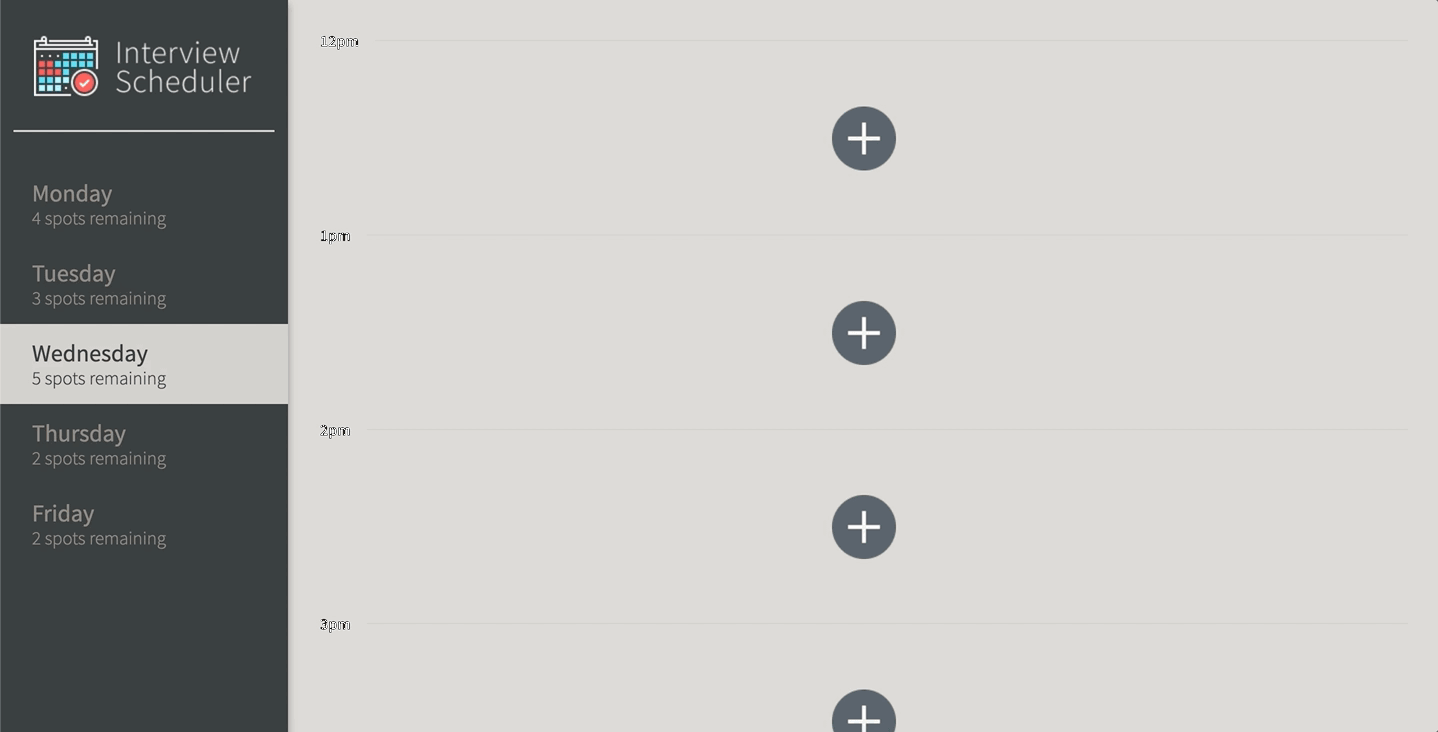 Interview
Scheduler
Monday
4 spots remaining
Tuesday
3 spots remaining
Wednesday
5 spots remaining
Thursday
2 spots remaining
Friday
2 spots remaining
12pm
1pm
2pm
3pm